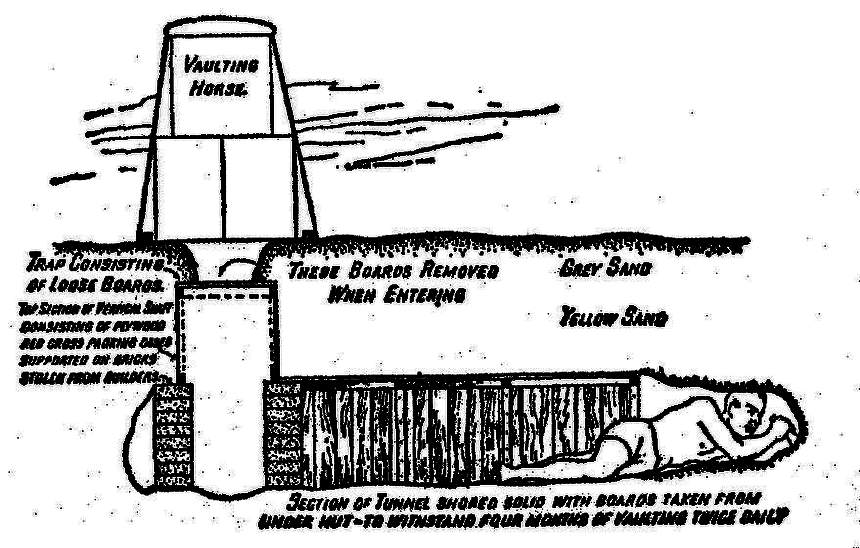 VAULTING
HORSE.
TRAP CONSISTING
OF LOOSE BOARDS.
THESE BOARDS REMOVED
WHEN ENTERING
GREY SAND
YELLOW SAND
TOP SECTION OF VERTICAL SHAFT
CONSISTING OF PLYWOOD
RED CROSS PACKING CASES
SUPPORTED ON BRICKS
STOLEN FROM BUILDERS.
SECTION OF TUNNEL SHORED SOLID WITH BOARDS TAKEN FROM
UNDER HUT-TO WITHSTAND FOUR MONTHS OF VAULTING TWICE DAILY